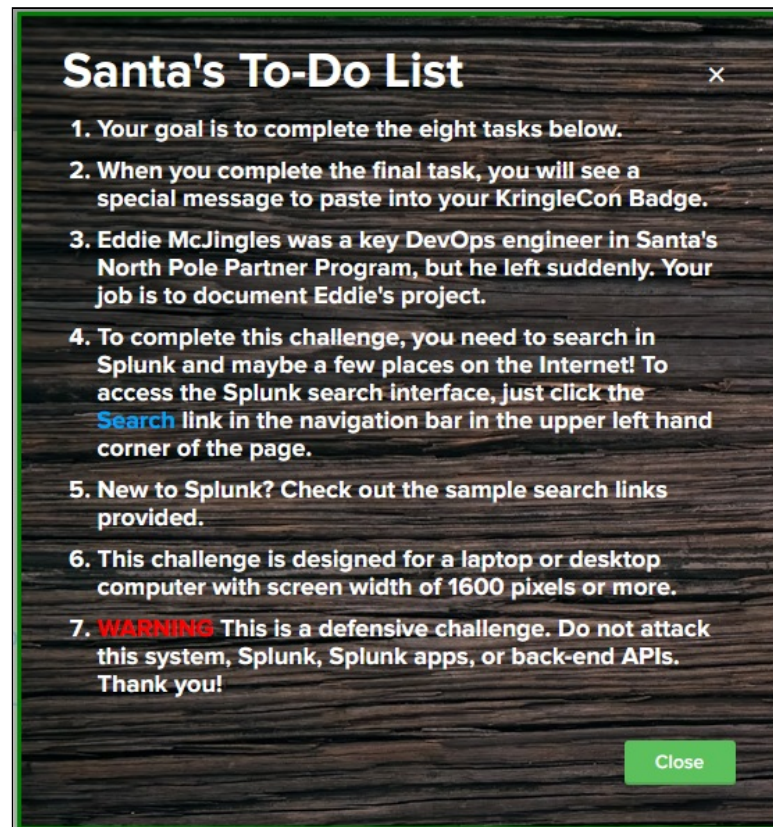 Santa's To-Do List ×
1. Your goal is to complete the eight tasks below.
2. When you complete the final task, you will see a
special message to paste into your KringleCon Badge.
3. Eddie McJingles was a key DevOps engineer in Santa's
North Pole Partner Program, but he left suddenly. Your
job is to document Eddie's project.
4. To complete this challenge, you need to search in
Splunk and maybe a few places on the Internet! To
access the Splunk search interface, just click the
Search link in the navigation bar in the upper left hand
corner of the page.
5. New to Splunk? Check out the sample search links
provided.
6. This challenge is designed for a laptop or desktop
computer with screen width of 1600 pixels or more.
7. WARNING This is a defensive challenge. Do not attack
this system, Splunk, Splunk apps, or back-end APIs.
Thank you!
Close